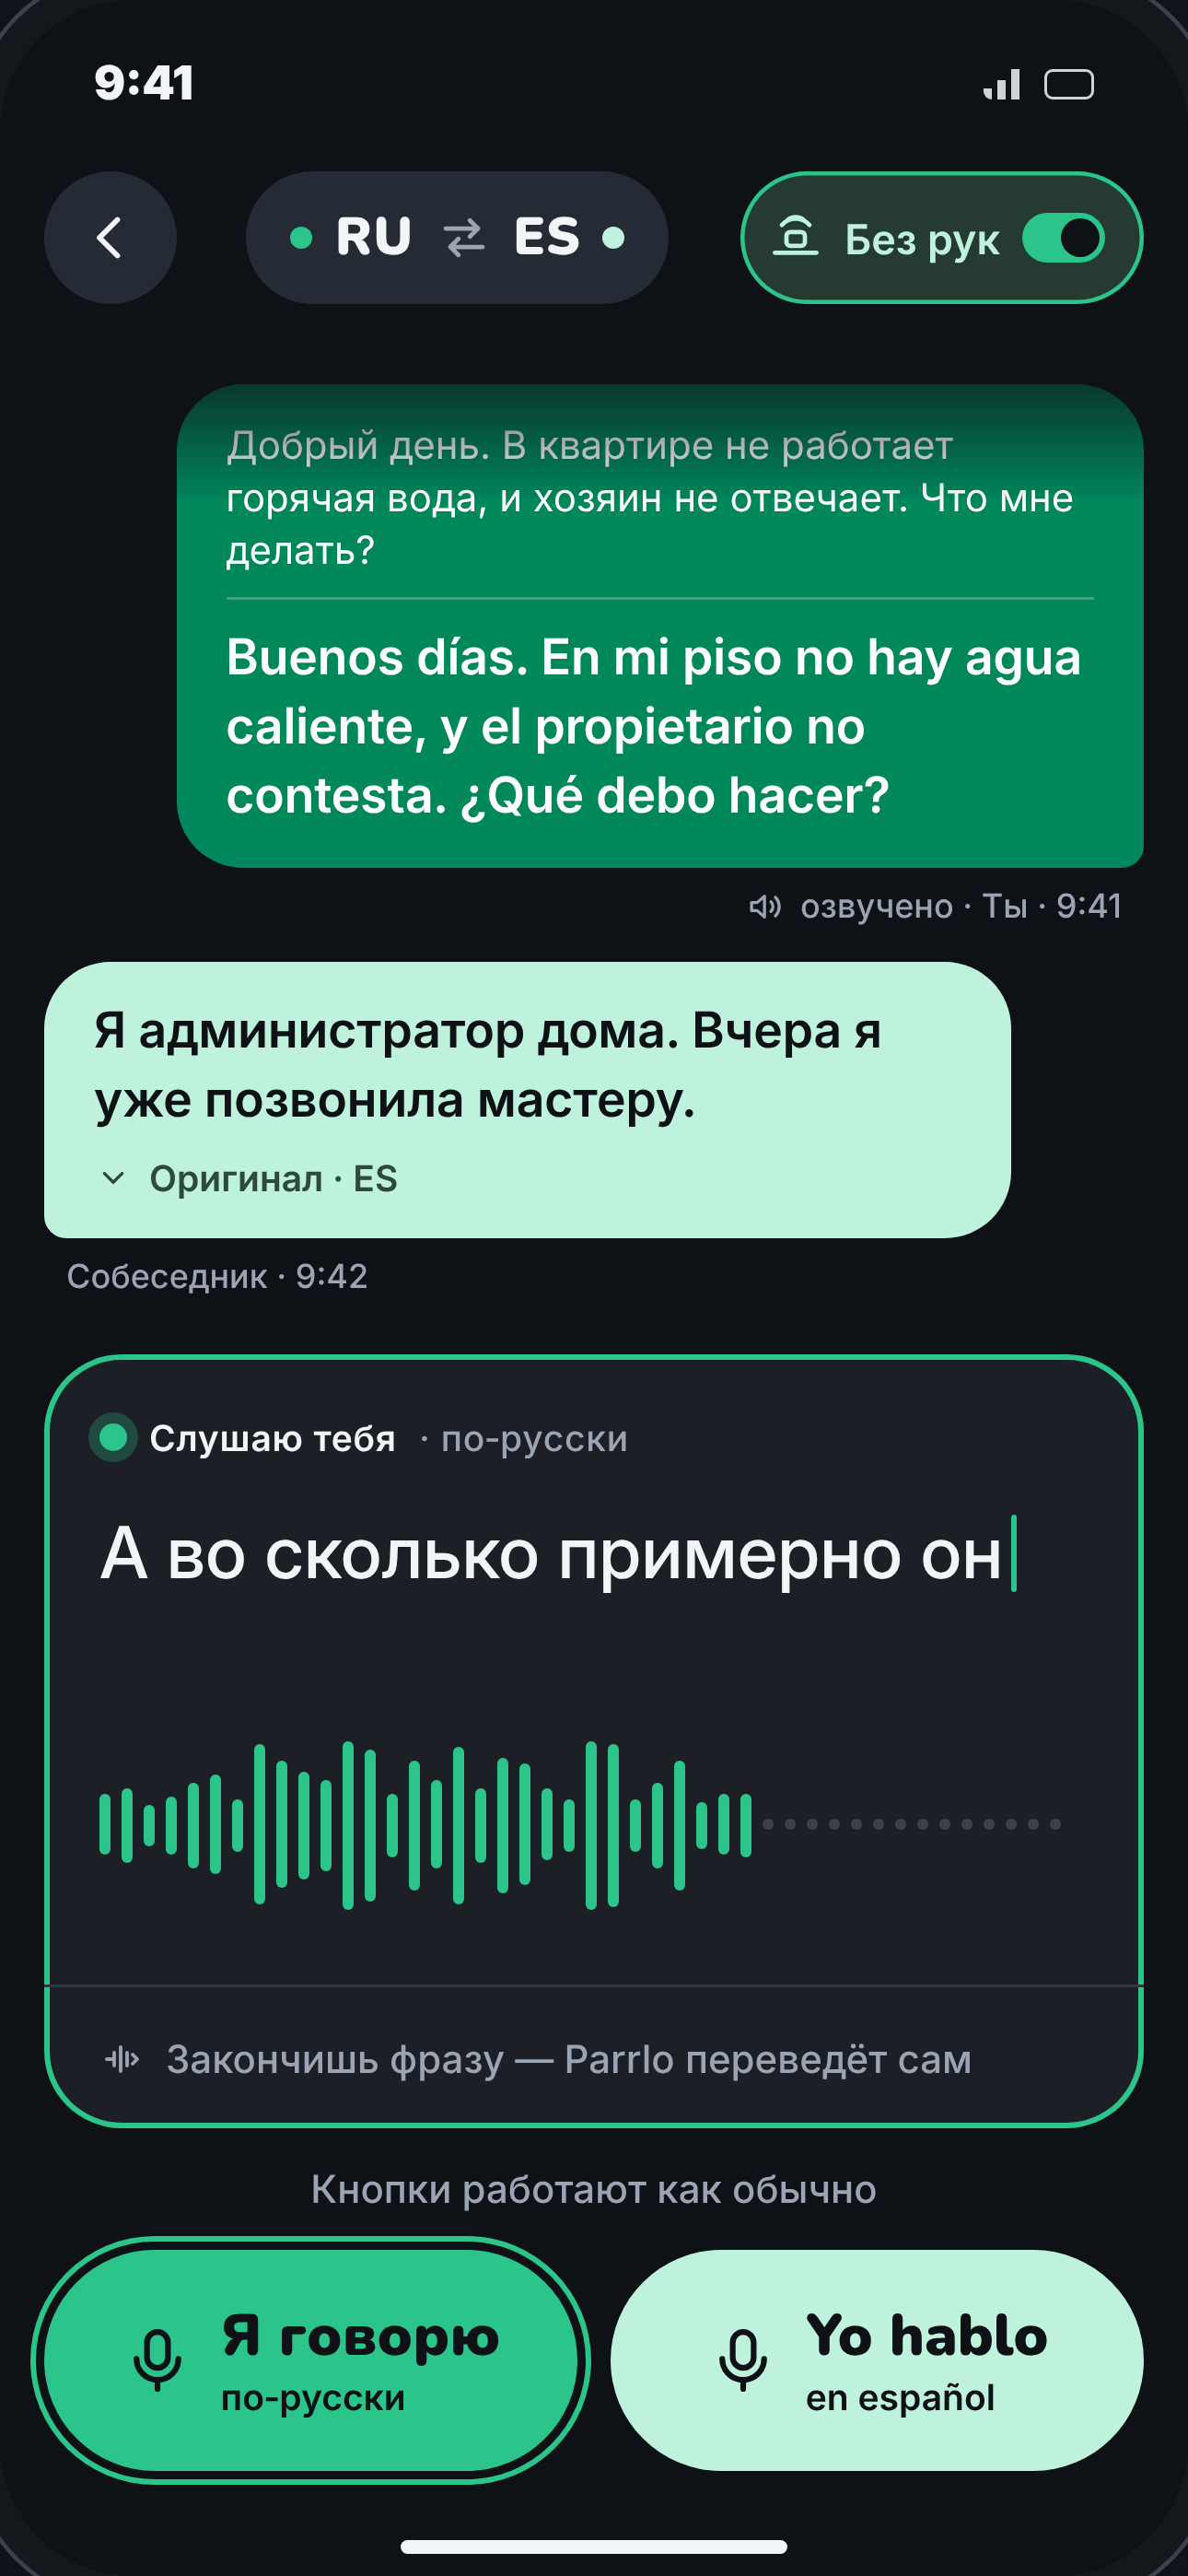 9:41
RU ⇄ ES
Без рук
Добрый день. В квартире не работает
горячая вода, и хозяин не отвечает. Что мне
делать?
Buenos días. En mi piso no hay agua
caliente, y el propietario no
contesta. ¿Qué debo hacer?
озвучено · Ты · 9:41
Я администратор дома. Вчера я
уже позвонила мастеру.
Оригинал · ES
Собеседник · 9:42
Слушаю тебя · по-русски
А во сколько примерно он
Закончишь фразу — Parrlo переведёт сам
Кнопки работают как обычно
Я говорю
по-русски
Yo hablo
en español